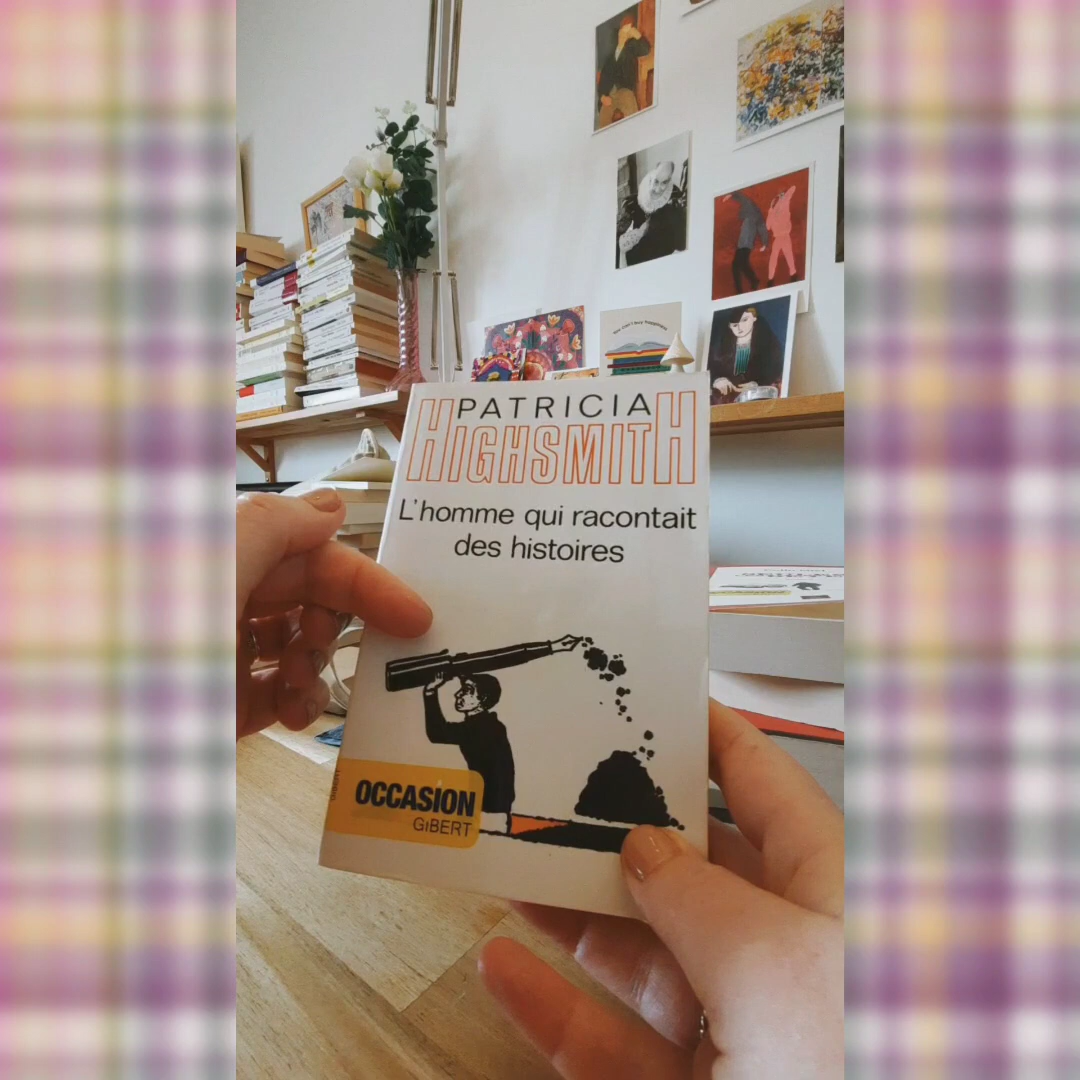 PATRICIA
HIGHSMITH
L'homme qui racontait
des histoires
OCCASION
GIBERT